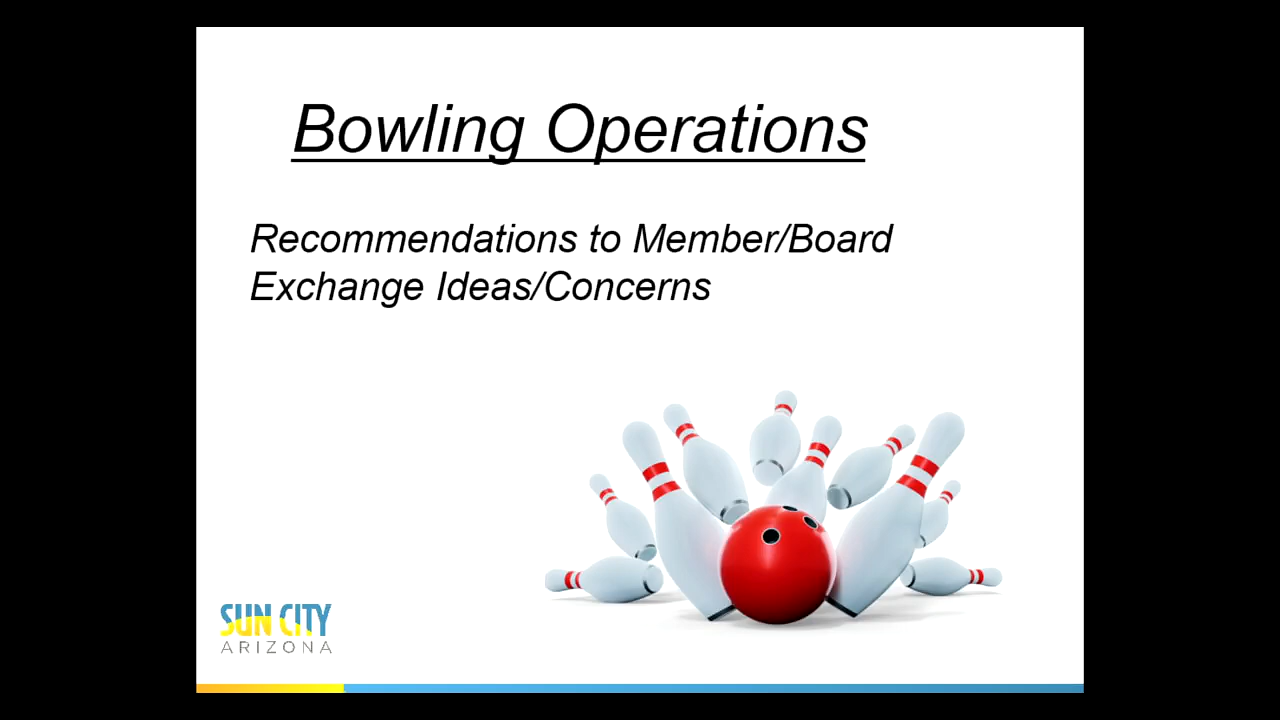 Bowling Operations
Recommendations to Member/Board
Exchange Ideas/Concerns
SUN CITY
ARIZONA